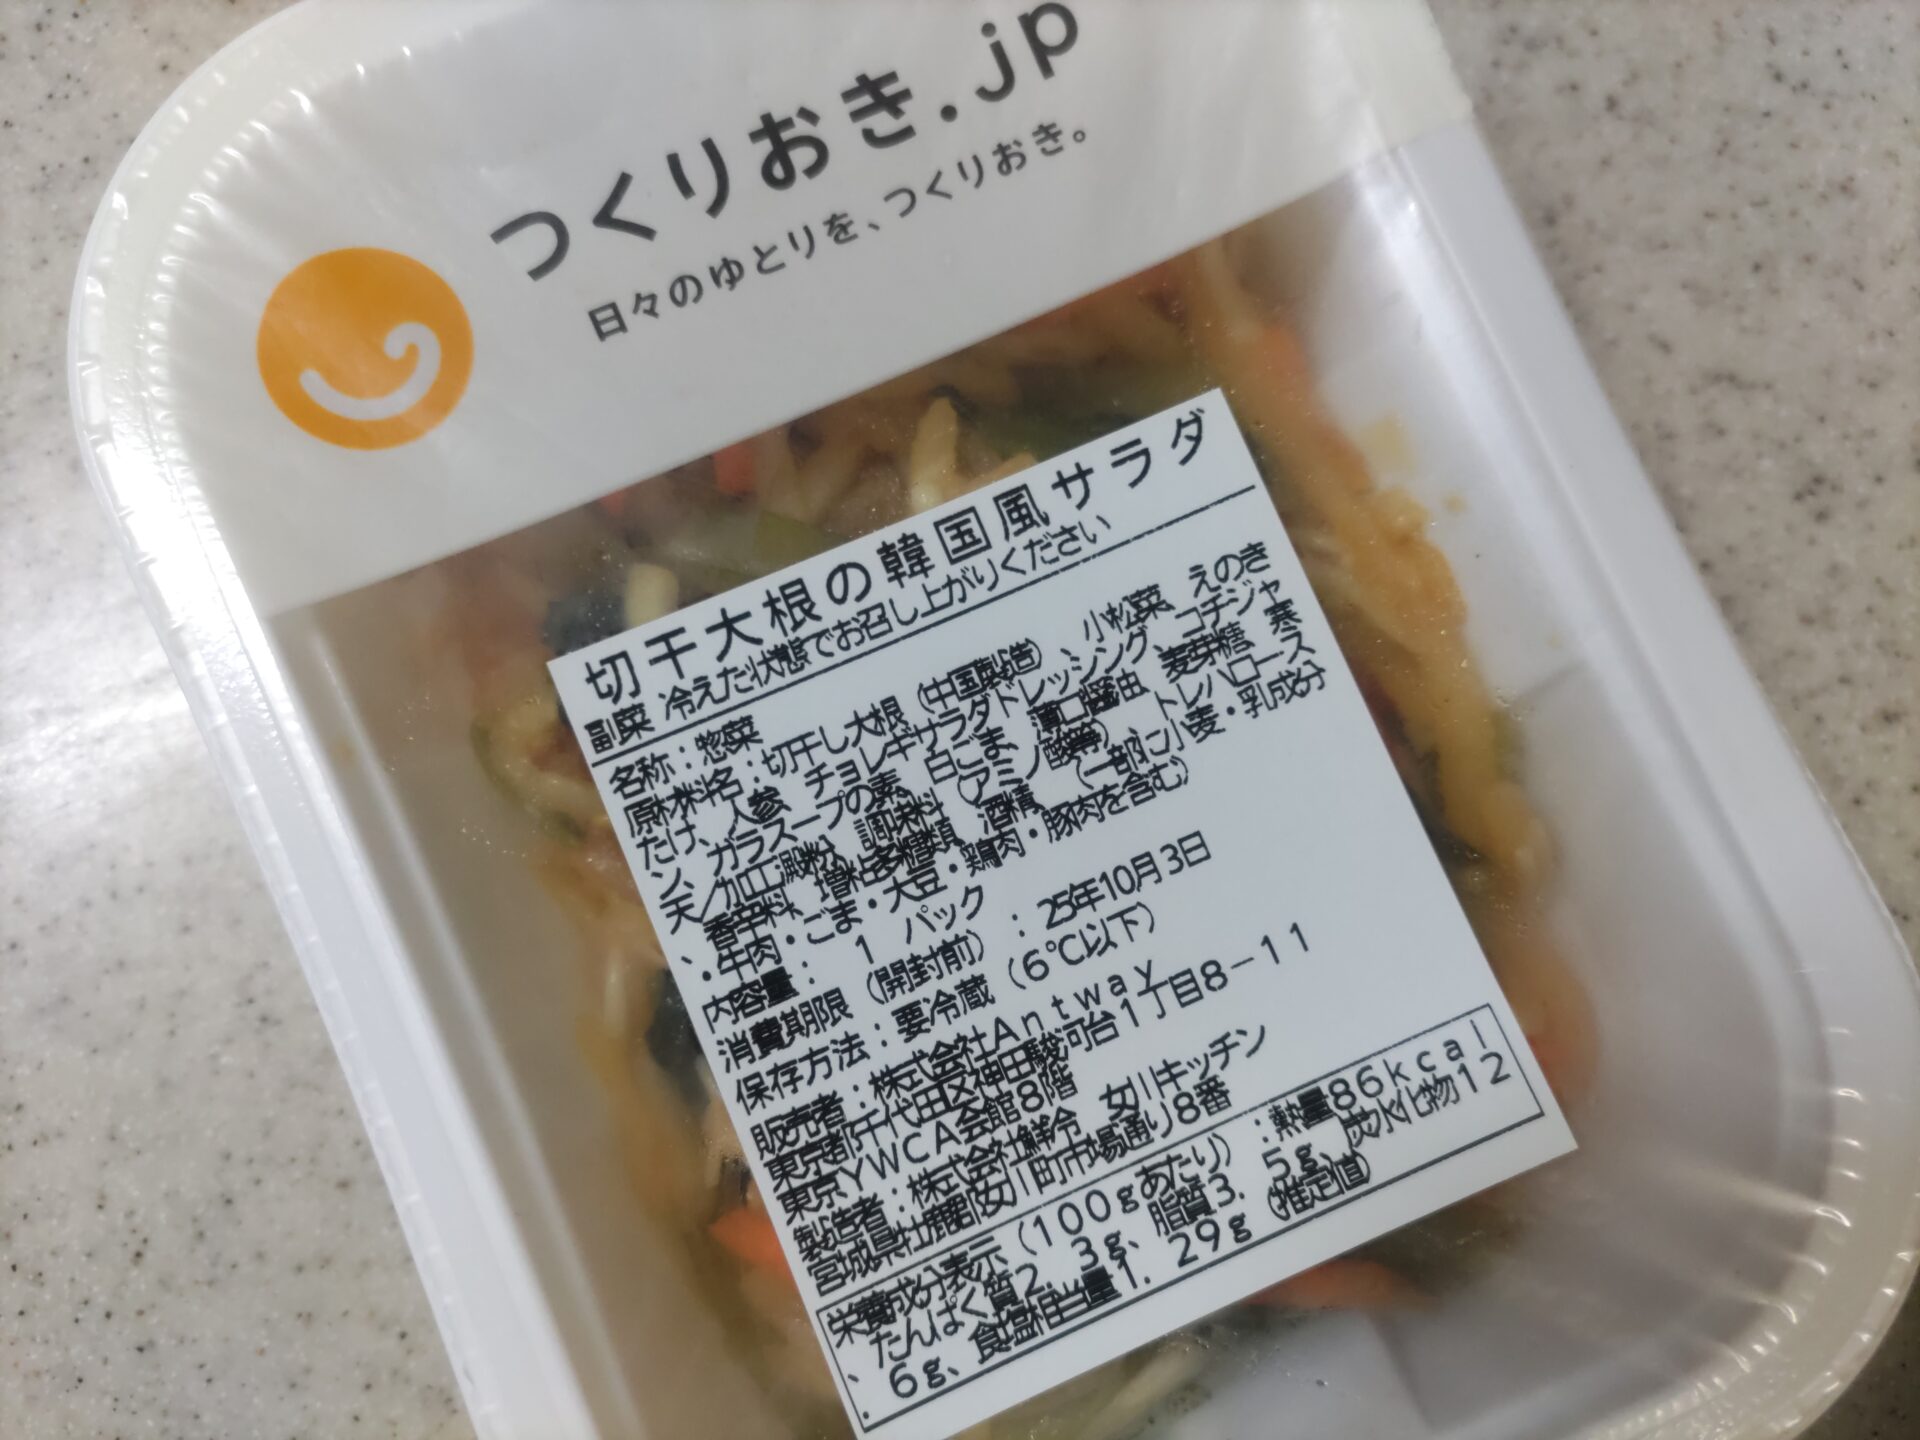 つくりおき.jp
日々のゆとりを、つくりおき。
切干大根の韓国風サラダ
副菜 冷えた状態でお召し上がりください
名称：惣菜
原材料名：切干し大根（中国製造）、小松菜、えのき
たけ、人参、チョレギサラダドレッシング、コチジャ
ン、ガラスープの素、白ごま、薄口醤油、麦芽糖、寒
天／加工澱粉、調味料（アミノ酸等）、トレハロース
、香辛料、増粘多糖類、酒精、（一部に小麦・乳成分
・牛肉・ごま・大豆・鶏肉・豚肉を含む）
内容量：　1　パック
消費期限（開封前）：25年10月3日
保存方法：要冷蔵（6℃以下）
販売者：株式会社Ａｎｔｗａｙ
東京都千代田区神田駿河台1丁目8－11
東京YWCA会館8階
製造者：株式会社鮮冷　女川キッチン
宮城県牡鹿郡女川町市場通り8番
栄養成分表示（100gあたり）：熱量86kcal
、たんぱく質2．3g、脂質3．5g、炭水化物12
．6g、食塩相当量1．29g（推定値）